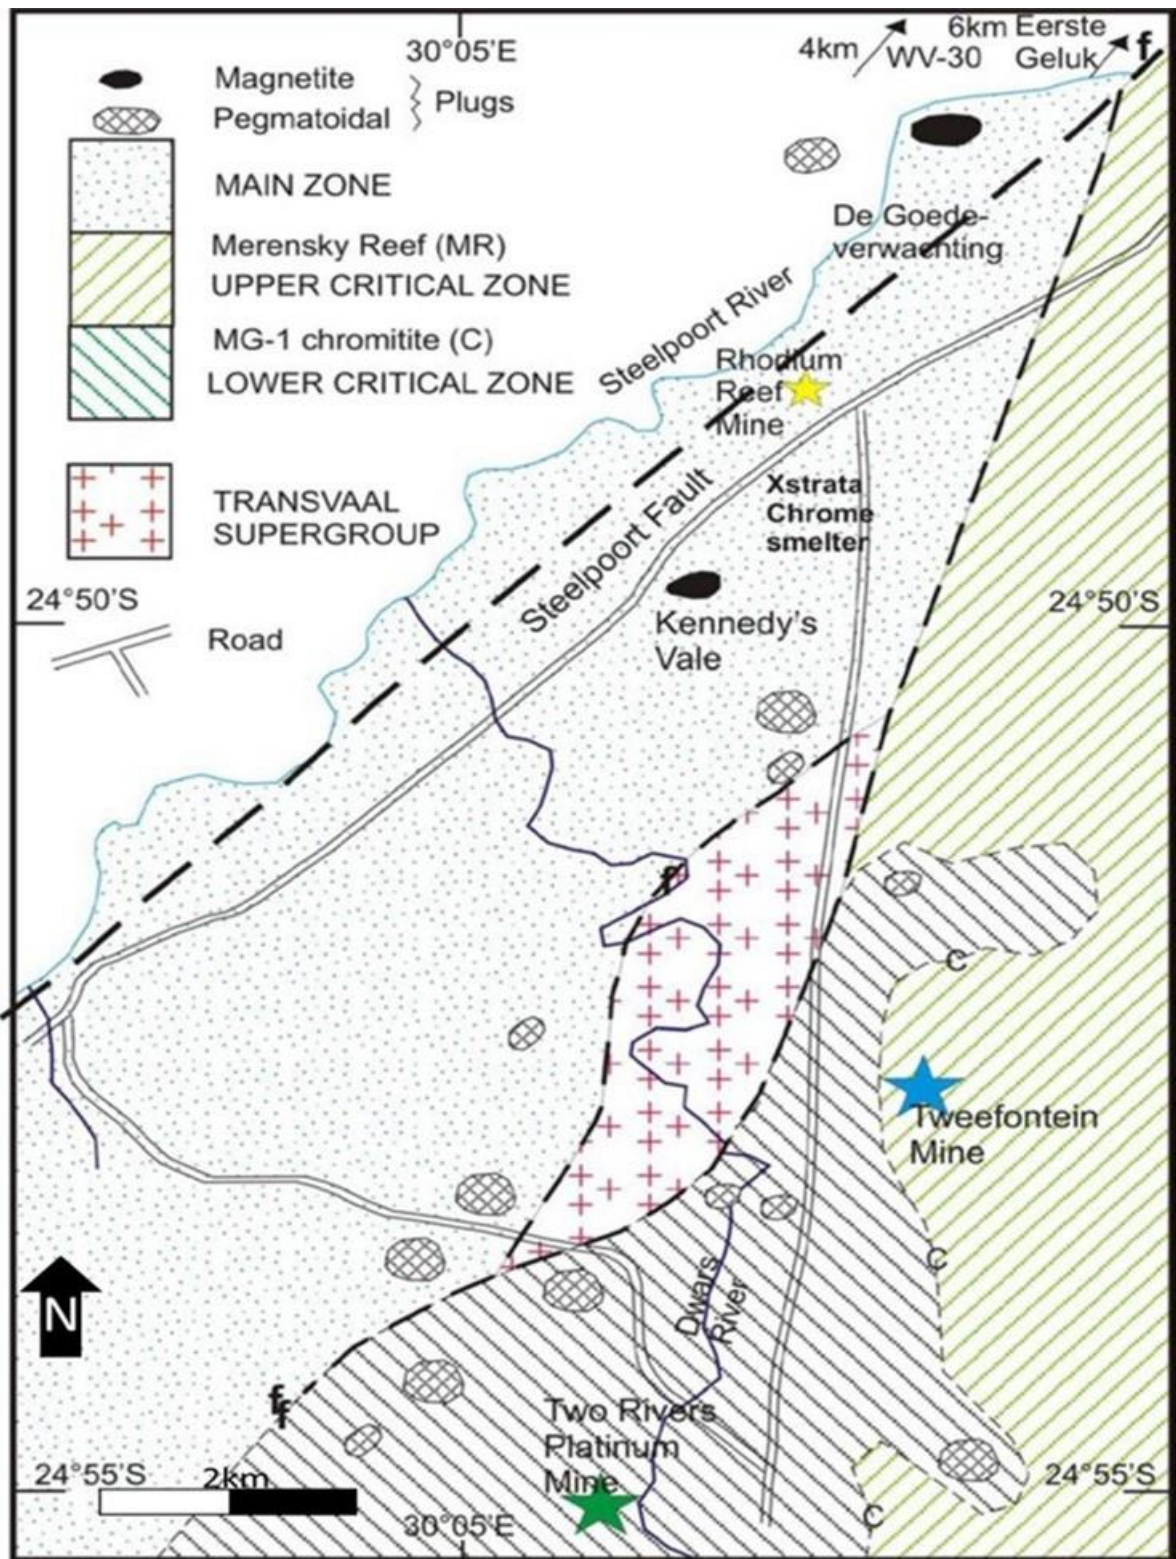 30°05'E
4km
6km Eerste
WV-30 Geluk
f
Magnetite
Pegmatoidal
Plugs
MAIN ZONE
Merensky Reef (MR)
UPPER CRITICAL ZONE
MG-1 chromitite (C)
LOWER CRITICAL ZONE
TRANSVAAL
SUPERGROUP
De Goede-
verwachting
Steelpoort River
Rhodium
Reef
Mine
Steelpoort Fault
Xstrata
Chrome
smelter
24°50'S
24°50'S
Road
Kennedy's
Vale
f
C
Tweefontein
Mine
C
Dwars
River
N
f
f
Two Rivers
Platinum
Mine
24°55'S
2km
24°55'S
30°05'E
C